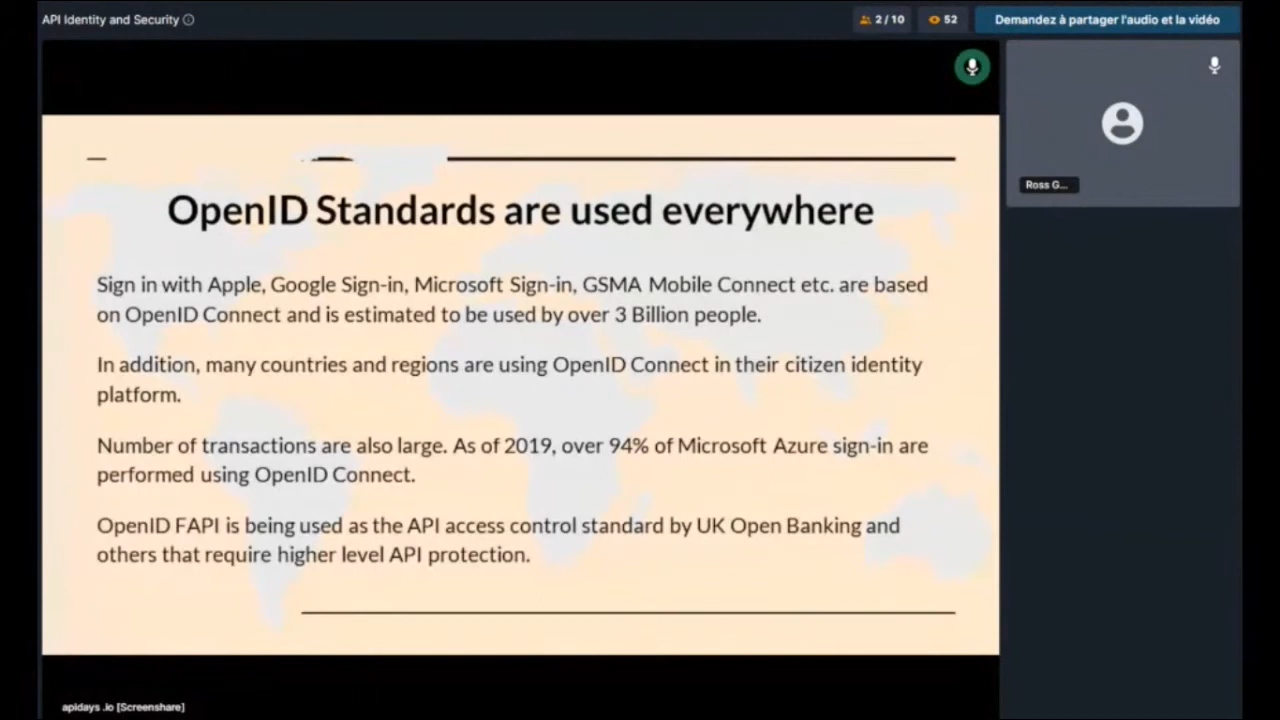 API Identity and Security
2 / 10
52
Demandez à partager l'audio et la vidéo
Ross G...
OpenID Standards are used everywhere
Sign in with Apple, Google Sign-in, Microsoft Sign-in, GSMA Mobile Connect etc. are based
on OpenID Connect and is estimated to be used by over 3 Billion people.
In addition, many countries and regions are using OpenID Connect in their citizen identity
platform.
Number of transactions are also large. As of 2019, over 94% of Microsoft Azure sign-in are
performed using OpenID Connect.
OpenID FAPI is being used as the API access control standard by UK Open Banking and
others that require higher level API protection.
apidays .io [Screenshare]